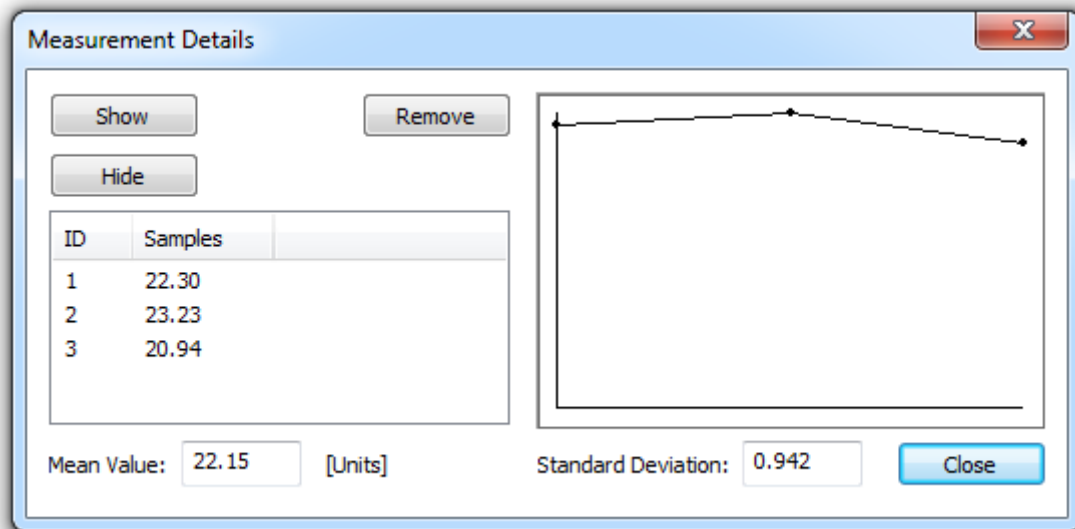 Measurement Details
Show
Remove
Hide
ID Samples
1 22.30
2 23.23
3 20.94
Mean Value: 22.15 [Units]
Standard Deviation: 0.942
Close